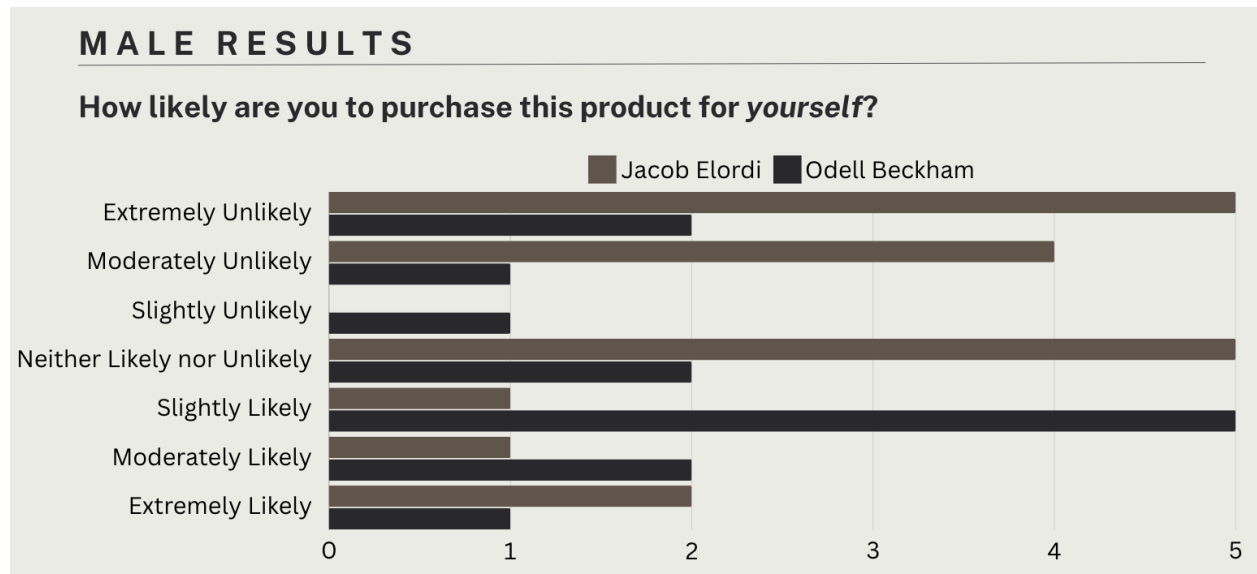 MALE RESULTS
How likely are you to purchase this product for yourself?
Jacob Elordi Odell Beckham
Extremely Unlikely
Moderately Unlikely
Slightly Unlikely
Neither Likely nor Unlikely
Slightly Likely
Moderately Likely
Extremely Likely
0 1 2 3 4 5